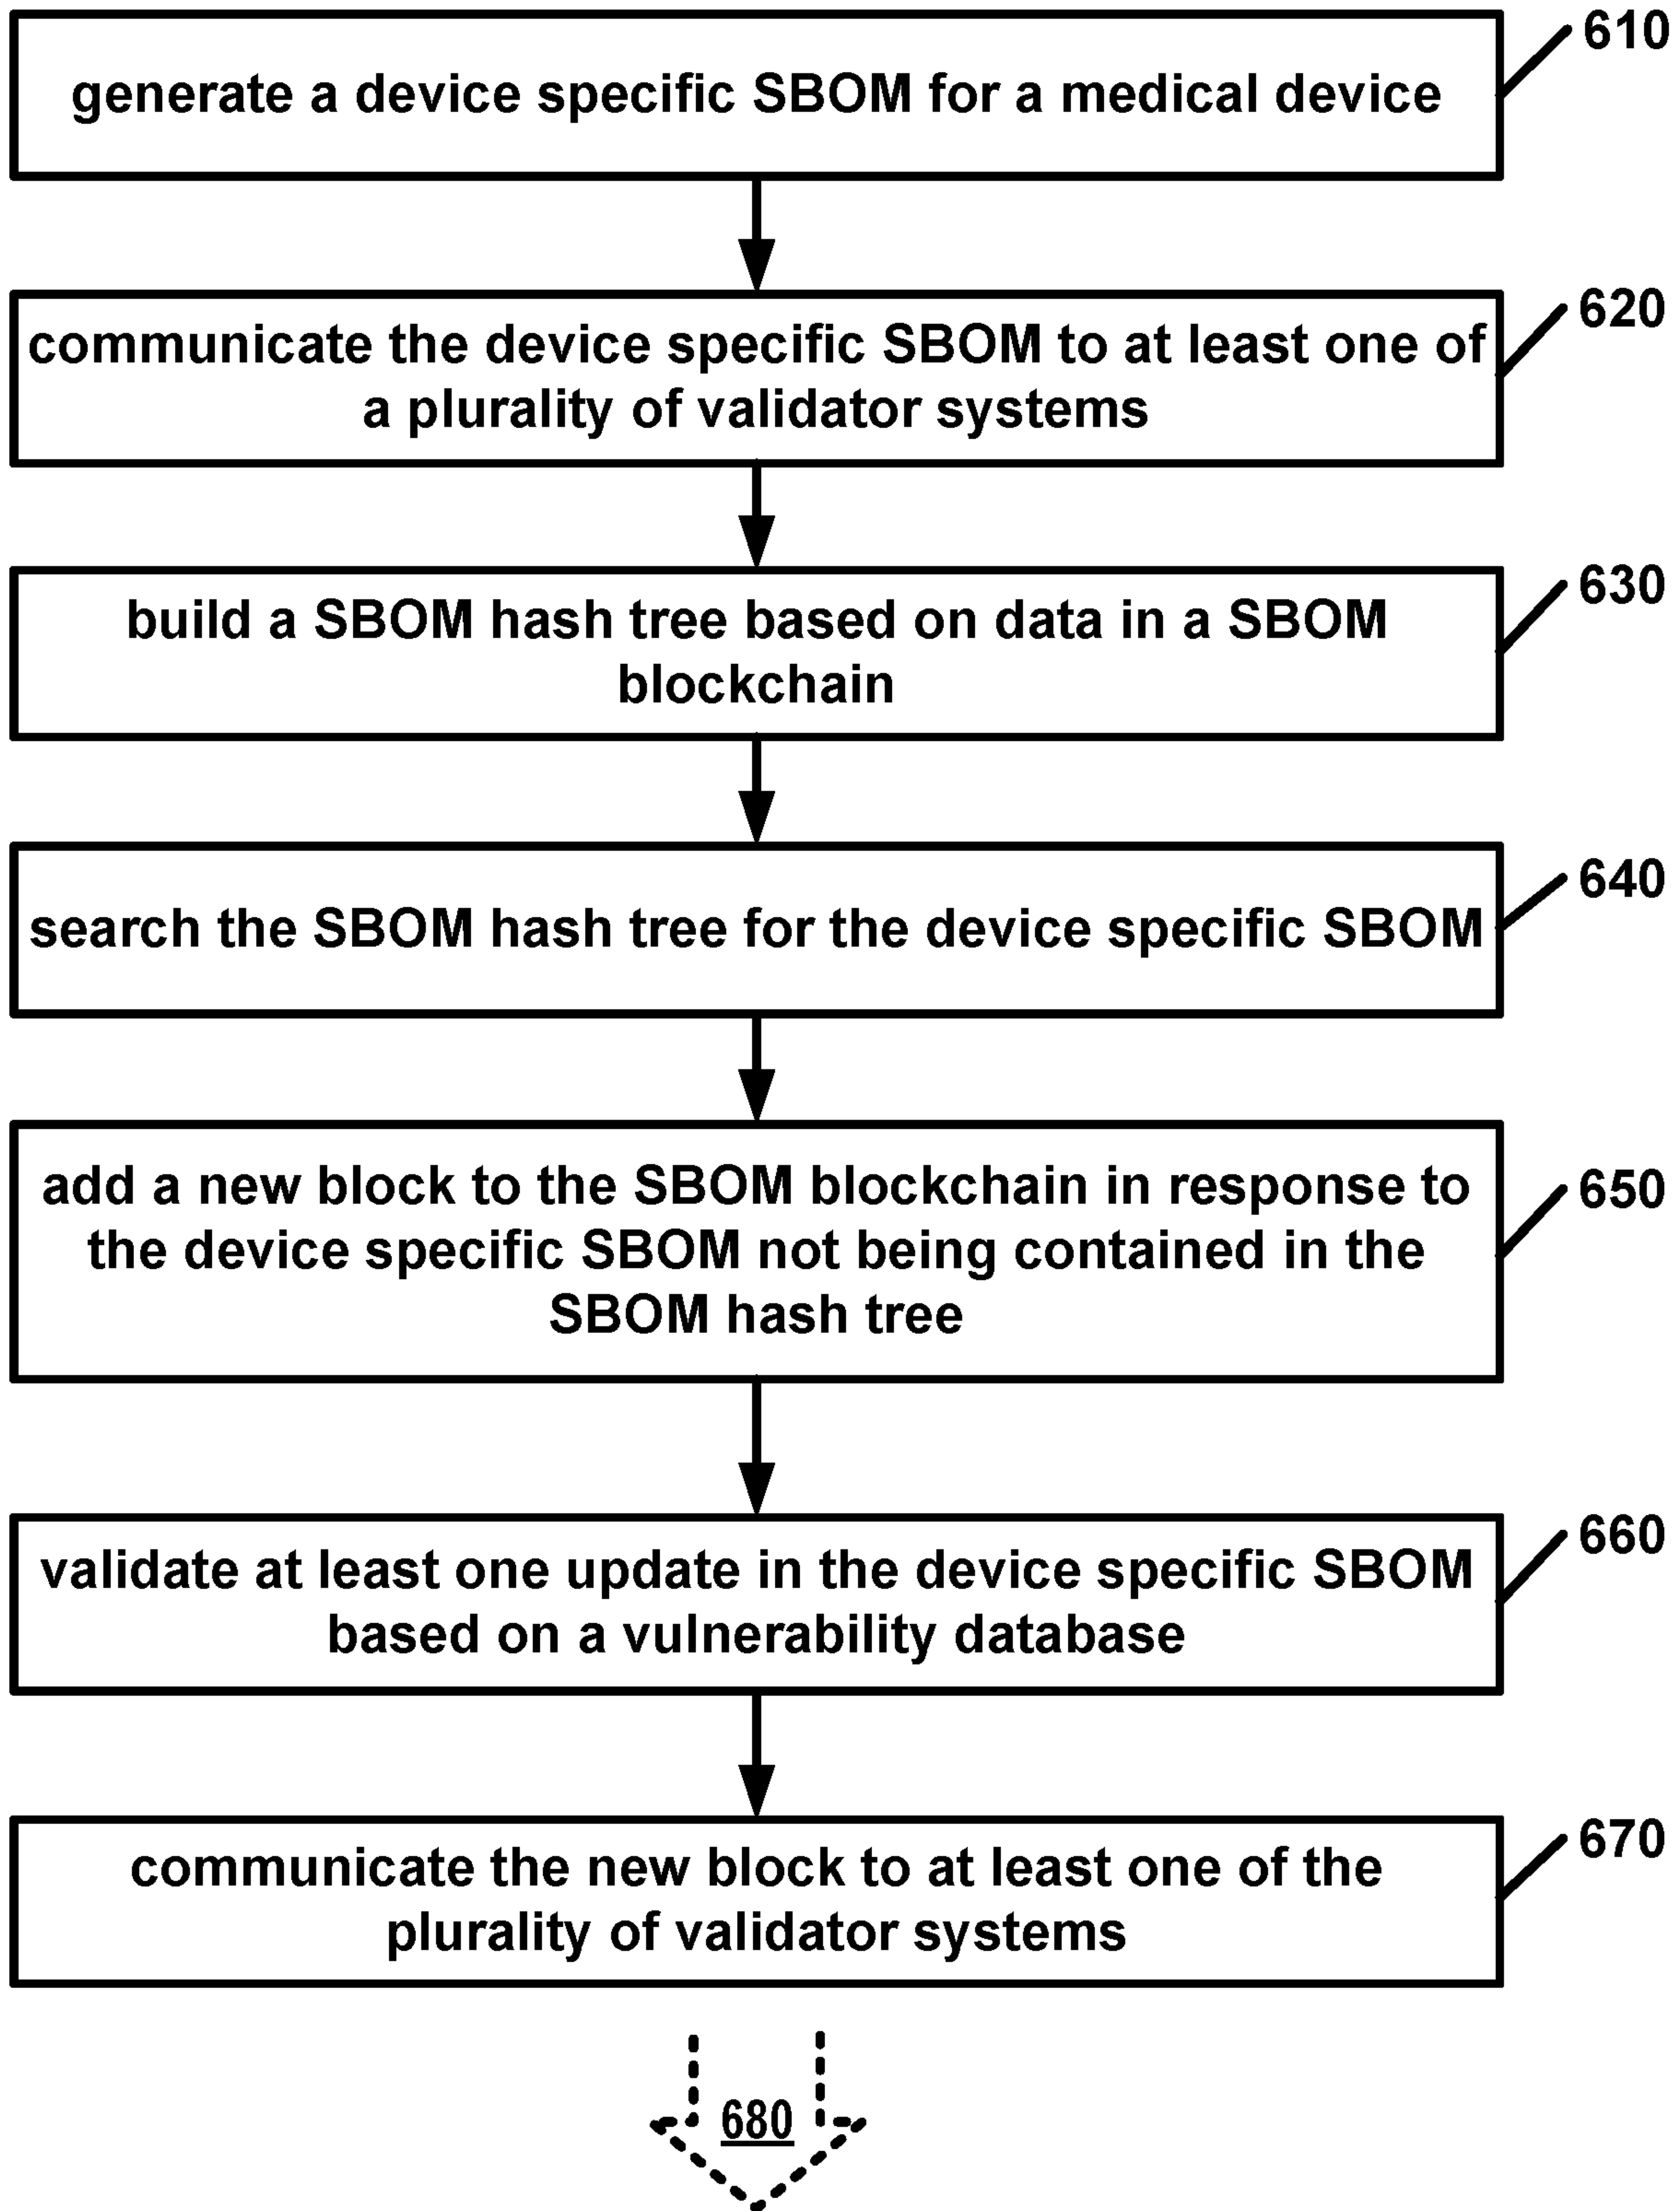 610
generate a device specific SBOM for a medical device
620
communicate the device specific SBOM to at least one of
a plurality of validator systems
630
build a SBOM hash tree based on data in a SBOM
blockchain
640
search the SBOM hash tree for the device specific SBOM
650
add a new block to the SBOM blockchain in response to
the device specific SBOM not being contained in the
SBOM hash tree
660
validate at least one update in the device specific SBOM
based on a vulnerability database
670
communicate the new block to at least one of the
plurality of validator systems
680